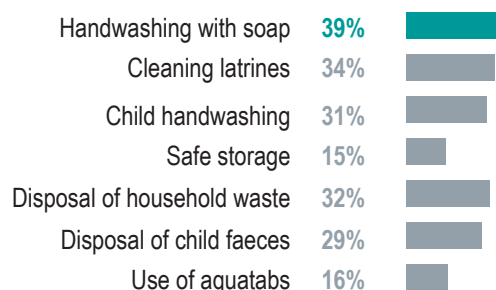 Handwashing with soap 39%
Cleaning latrines 34%
Child handwashing 31%
Safe storage 15%
Disposal of household waste 32%
Disposal of child faeces 29%
Use of aquatabs 16%